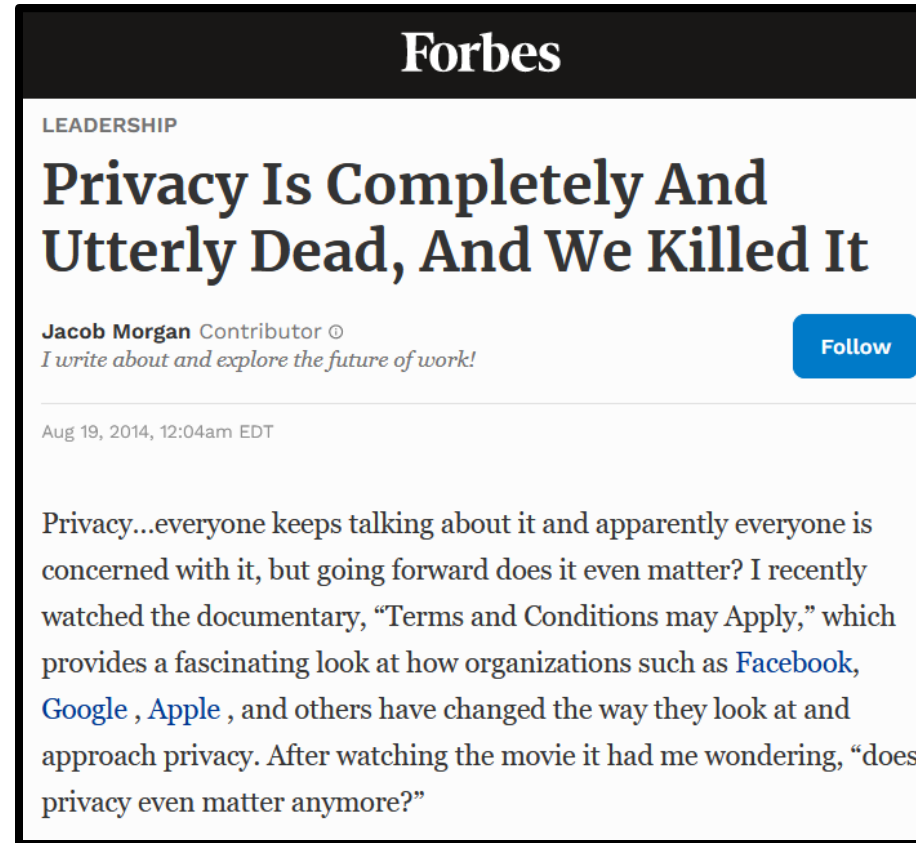 Forbes
LEADERSHIP
Privacy Is Completely And
Utterly Dead, And We Killed It
Jacob Morgan Contributor ⓘ
I write about and explore the future of work!
Follow
Aug 19, 2014, 12:04am EDT
Privacy...everyone keeps talking about it and apparently everyone is
concerned with it, but going forward does it even matter? I recently
watched the documentary, “Terms and Conditions may Apply,” which
provides a fascinating look at how organizations such as Facebook,
Google , Apple , and others have changed the way they look at and
approach privacy. After watching the movie it had me wondering, “does
privacy even matter anymore?”